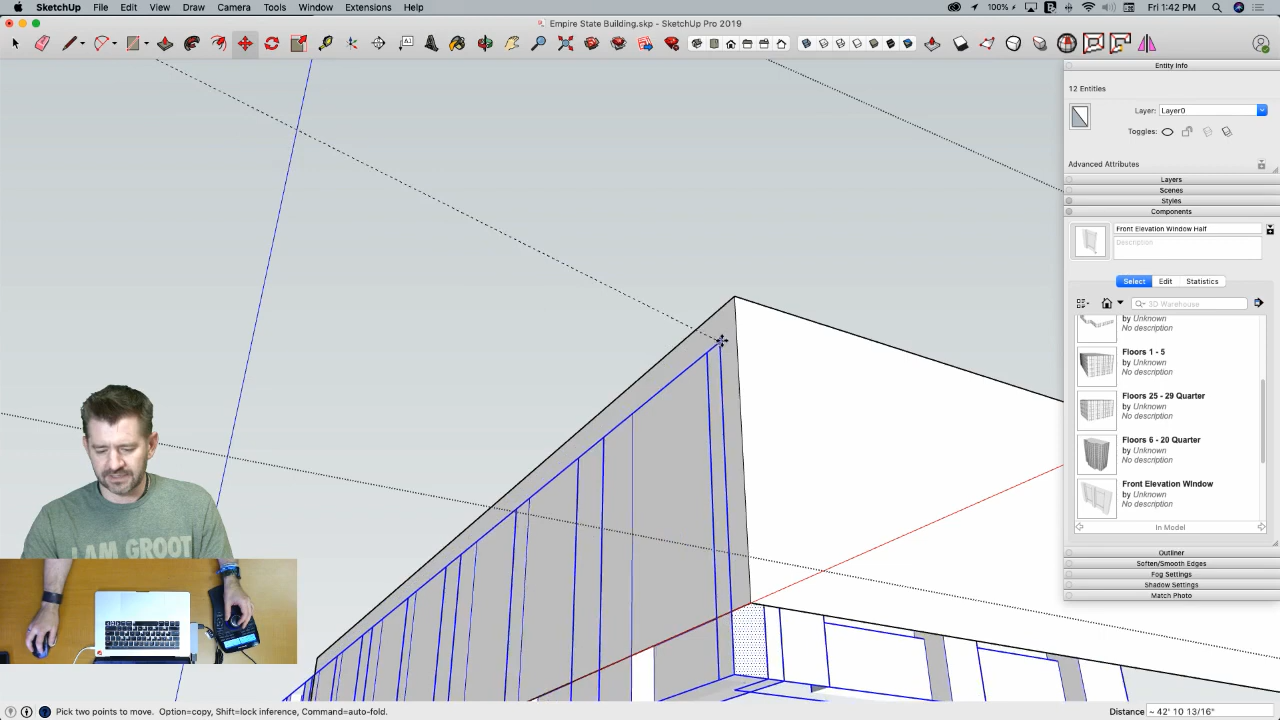 SketchUp File Edit View Draw Camera Tools Window Extensions Help
100% Fri 1:42 PM
Empire State Building.skp - SketchUp Pro 2019
Entity Info
12 Entities
Layer: Layer0
Toggles:
Advanced Attributes
Layers
Scenes
Styles
Components
Front Elevation Window Half
Description
Select Edit Statistics
3D Warehouse
by Unknown
No description
Floors 1 - 5
by Unknown
No description
Floors 25 - 29 Quarter
by Unknown
No description
Floors 6 - 20 Quarter
by Unknown
No description
Front Elevation Window
by Unknown
No description
In Model
Outliner
Soften/Smooth Edges
Fog Settings
Shadow Settings
Match Photo
I AM GROOT
Pick two points to move. Option=copy, Shift=lock inference, Command=auto-fold.
Distance ~ 42' 10 13/16"